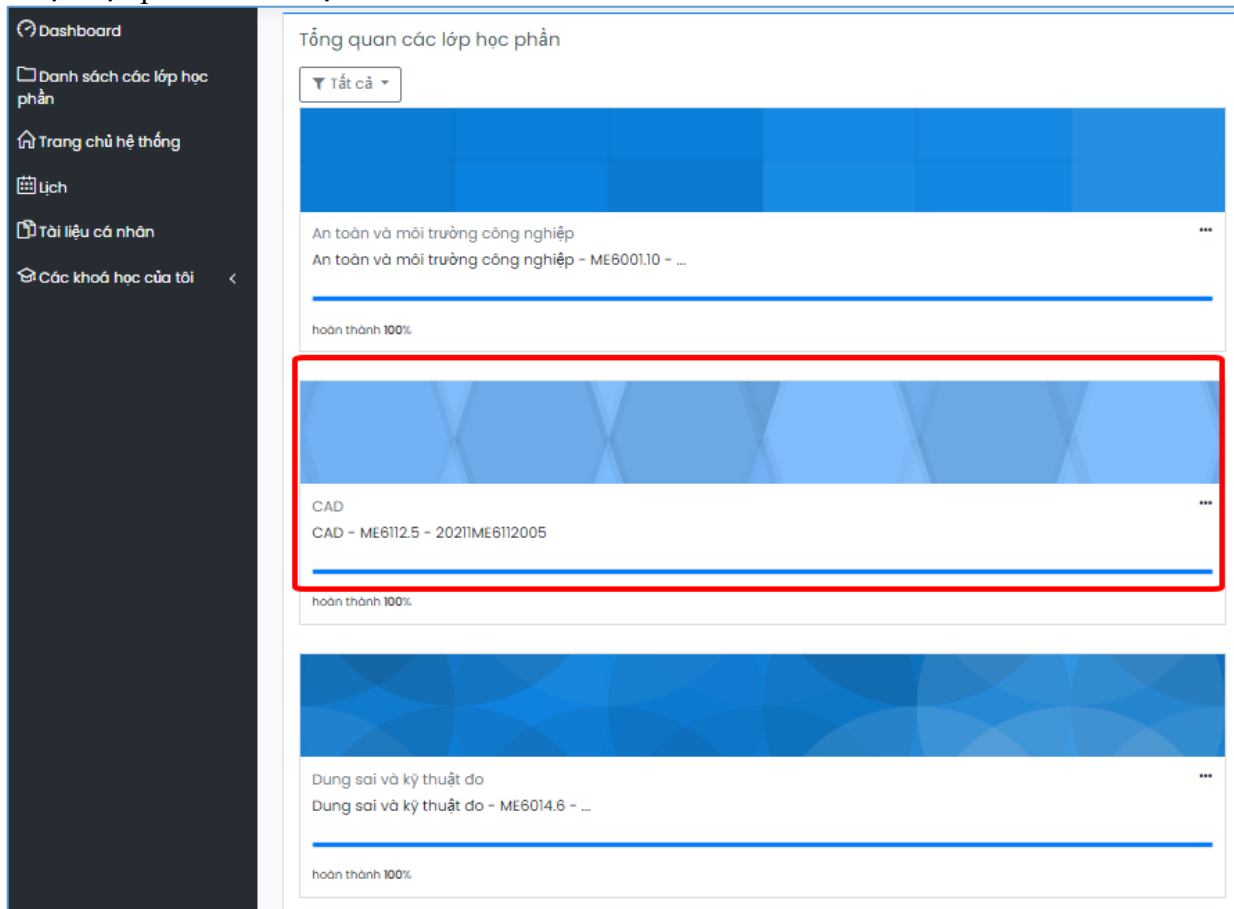 Dashboard
Danh sách các lớp học
phần
Trang chủ hệ thống
Lịch
Tài liệu cá nhân
Các khoá học của tôi
Tổng quan các lớp học phần
Tất cả
An toàn và môi trường công nghiệp
An toàn và môi trường công nghiệp - ME6001.10 - ...
hoàn thành 100%
CAD
CAD - ME6112.5 - 20211ME6112005
hoàn thành 100%
Dung sai và kỹ thuật đo
Dung sai và kỹ thuật đo - ME6014.6 - ...
hoàn thành 100%